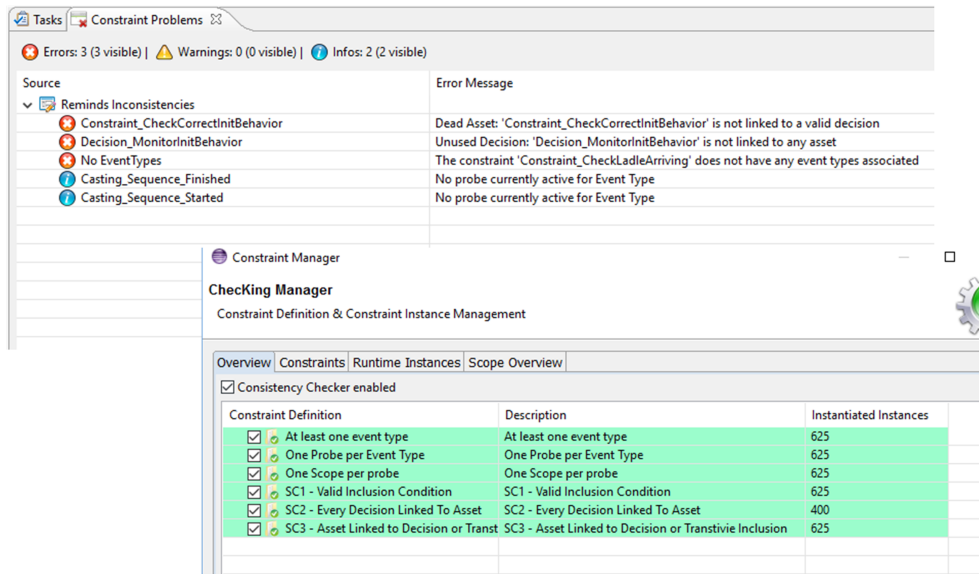 Tasks Constraint Problems
Errors: 3 (3 visible) | Warnings: 0 (0 visible) | Infos: 2 (2 visible)
Source Error Message
Reminds Inconsistencies
Constraint_CheckCorrectInitBehavior Dead Asset: 'Constraint_CheckCorrectInitBehavior' is not linked to a valid decision
Decision_MonitorInitBehavior Unused Decision: 'Decision_MonitorInitBehavior' is not linked to any asset
No EventTypes The constraint 'Constraint_CheckLadleArriving' does not have any event types associated
Casting_Sequence_Finished No probe currently active for Event Type
Casting_Sequence_Started No probe currently active for Event Type
Constraint Manager
ChecKing Manager
Constraint Definition & Constraint Instance Management
Overview Constraints Runtime Instances Scope Overview
Consistency Checker enabled
Constraint Definition Description Instantiated Instances
At least one event type At least one event type 625
One Probe per Event Type One Probe per Event Type 625
One Scope per probe One Scope per probe 625
SC1 - Valid Inclusion Condition SC1 - Valid Inclusion Condition 625
SC2 - Every Decision Linked To Asset SC2 - Every Decision Linked To Asset 400
SC3 - Asset Linked to Decision or Transt SC3 - Asset Linked to Decision or Transtivie Inclusion 625